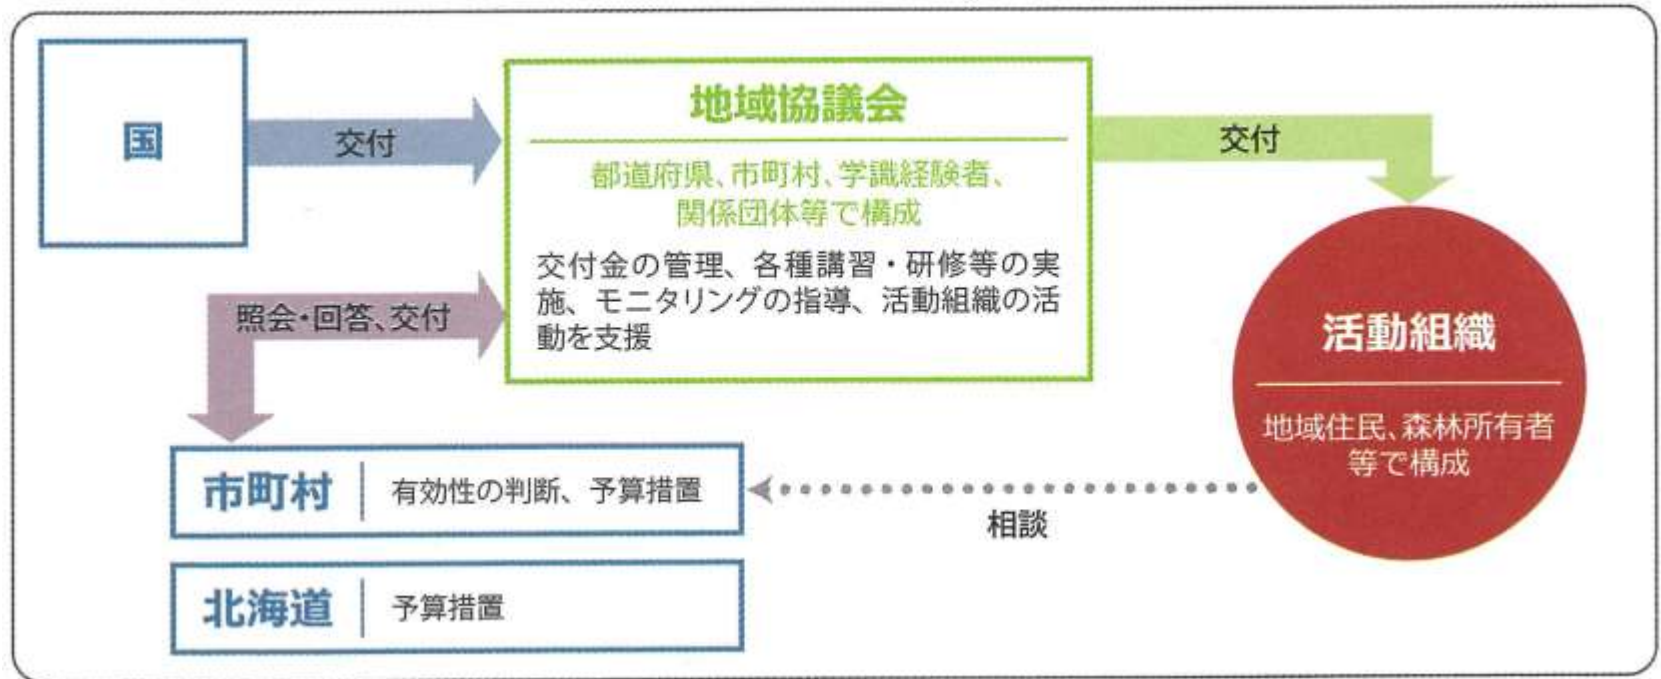 国
交付
地域協議会
都道府県、市町村、学識経験者、
関係団体等で構成
交付金の管理、各種講習・研修等の実
施、モニタリングの指導、活動組織の活
動を支援
交付
照会・回答、交付
活動組織
地域住民、森林所有者
等で構成
市町村
有効性の判断、予算措置
相談
北海道
予算措置